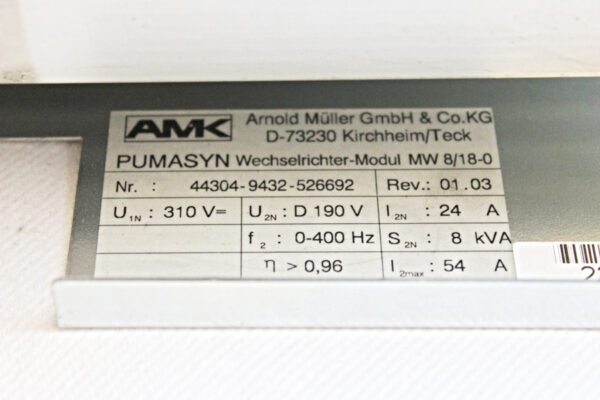 AMK Arnold Müller GmbH & Co.KG
D-73230 Kirchheim/Teck
PUMASYN Wechselrichter-Modul MW 8/18-0
Nr. : 44304-9432-526692 Rev.: 01.03
U1N : 310 V= U2N : D 190 V I2N : 24 A
f2 : 0-400 Hz S2N : 8 kVA
η > 0,96 I2max : 54 A